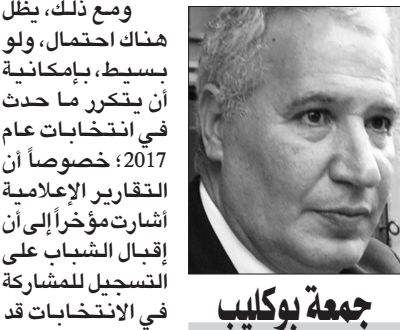 ومع ذلك، يظل
هناك احتمال، ولو
بسيط، بإمكانية
أن يتكرر ما حدث
في انتخابات عام
2017؛ خصوصاً أن
التقارير الإعلامية
أشارت مؤخراً إلى أن
إقبال الشباب على
التسجيل للمشاركة
في الانتخابات قد
جمعة بوكليب